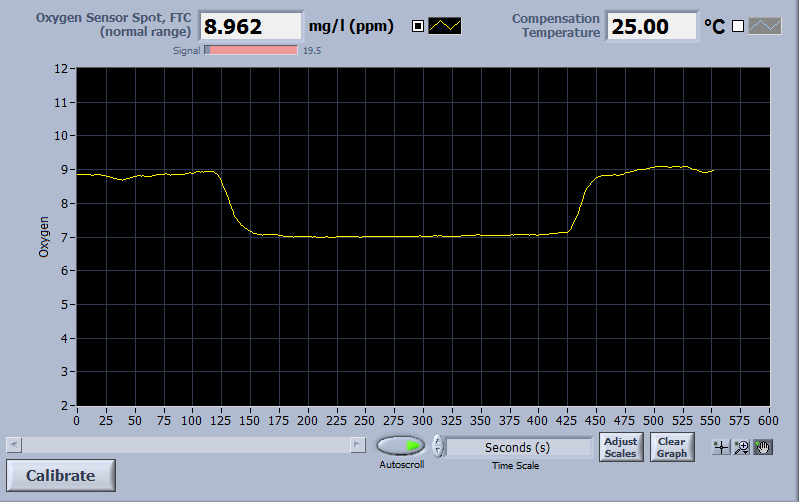 Oxygen Sensor Spot, FTC
(normal range)
8.962
mg/l (ppm)
Compensation
Temperature
25.00
°C
Signal
19.5
12
11
10
9
8
7
6
5
4
3
2
Oxygen
0 25 50 75 100 125 150 175 200 225 250 275 300 325 350 375 400 425 450 475 500 525 550 575 600
Autoscroll
Seconds (s)
Time Scale
Adjust
Scales
Clear
Graph
Calibrate